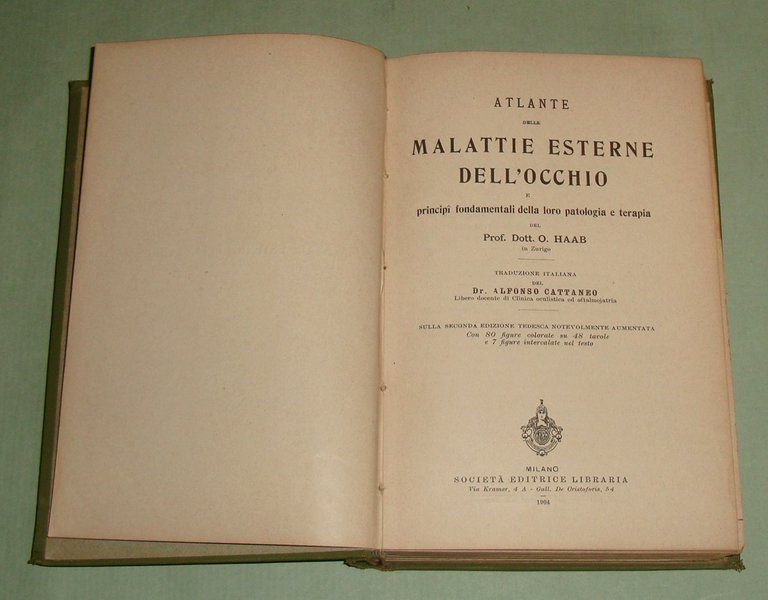 ATLANTE
DELLE
MALATTIE ESTERNE
DELL'OCCHIO
E
principî fondamentali della loro patologia e terapia
DEL
Prof. Dott. O. HAAB
in Zurigo
TRADUZIONE ITALIANA
DEL
Dr. ALFONSO CATTANEO
Libero docente di Clinica oculistica ed oftalmojatria
SULLA SECONDA EDIZIONE TEDESCA NOTEVOLMENTE AUMENTATA
Con 80 figure colorate su 48 tavole
e 7 figure intercalate nel testo
MILANO
SOCIETÀ EDITRICE LIBRARIA
Via Kramer, 4 A - Gall. De Cristoforis, 54
1904